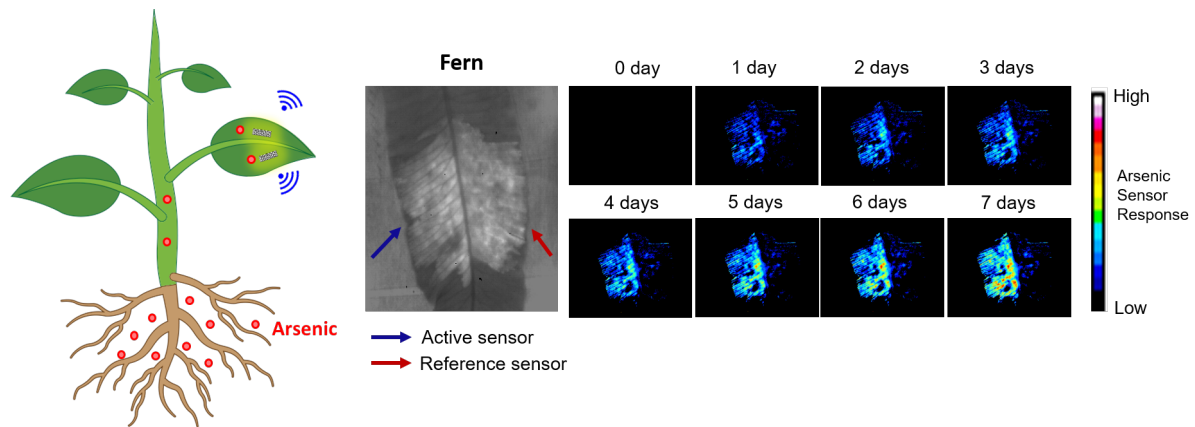 Arsenic
Fern
Active sensor
Reference sensor
0 day
1 day
2 days
3 days
4 days
5 days
6 days
7 days
High
Arsenic
Sensor
Response
Low